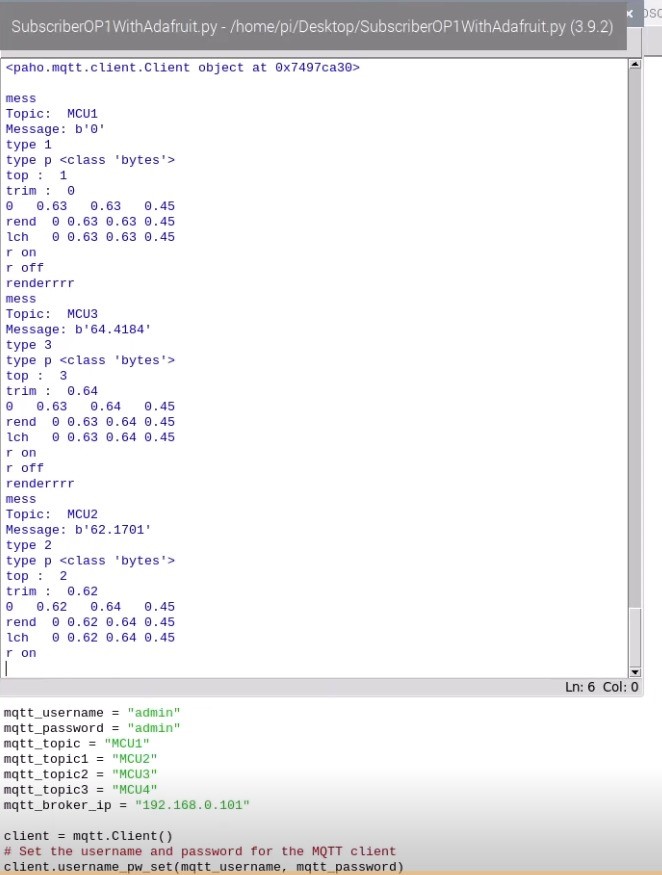 SubscriberOP1WithAdafruit.py - /home/pi/Desktop/SubscriberOP1WithAdafruit.py (3.9.2)
<paho.mqtt.client.Client object at 0x7497ca30>
mess
Topic:  MCU1
Message: b'0'
type 1
type p <class 'bytes'>
top :  1
trim :  0
0   0.63   0.63   0.45
rend  0 0.63 0.63 0.45
lch   0 0.63 0.63 0.45
r on
r off
renderrrr
mess
Topic:  MCU3
Message: b'64.4184'
type 3
type p <class 'bytes'>
top :  3
trim :  0.64
0   0.63   0.64   0.45
rend  0 0.63 0.64 0.45
lch   0 0.63 0.64 0.45
r on
r off
renderrrr
mess
Topic:  MCU2
Message: b'62.1701'
type 2
type p <class 'bytes'>
top :  2
trim :  0.62
0   0.62   0.64   0.45
rend  0 0.62 0.64 0.45
lch   0 0.62 0.64 0.45
r on
Ln: 6  Col: 0
mqtt_username = "admin"
mqtt_password = "admin"
mqtt_topic = "MCU1"
mqtt_topic1 = "MCU2"
mqtt_topic2 = "MCU3"
mqtt_topic3 = "MCU4"
mqtt_broker_ip = "192.168.0.101"
client = mqtt.Client()
# Set the username and password for the MQTT client
client.username_pw_set(mqtt_username, mqtt_password)